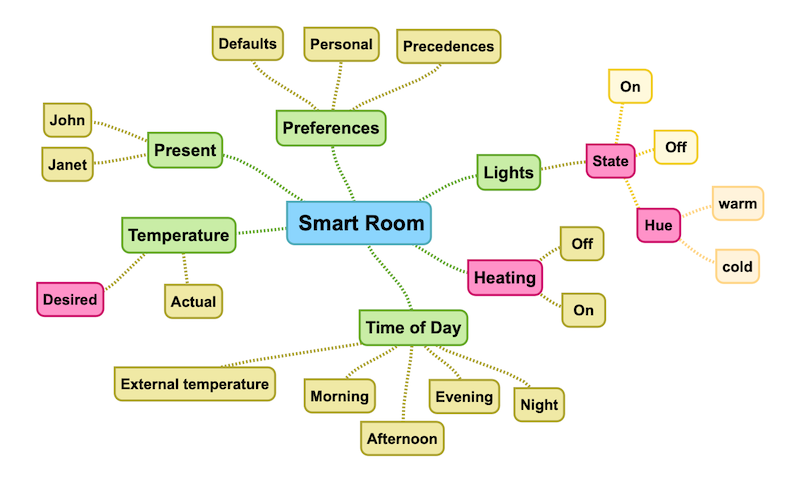 Defaults
Personal
Precedences
On
John
Preferences
Present
Off
Janet
Lights
State
warm
Smart Room
Hue
Temperature
Off
cold
Heating
Desired
Actual
On
Time of Day
External temperature
Morning
Evening
Night
Afternoon